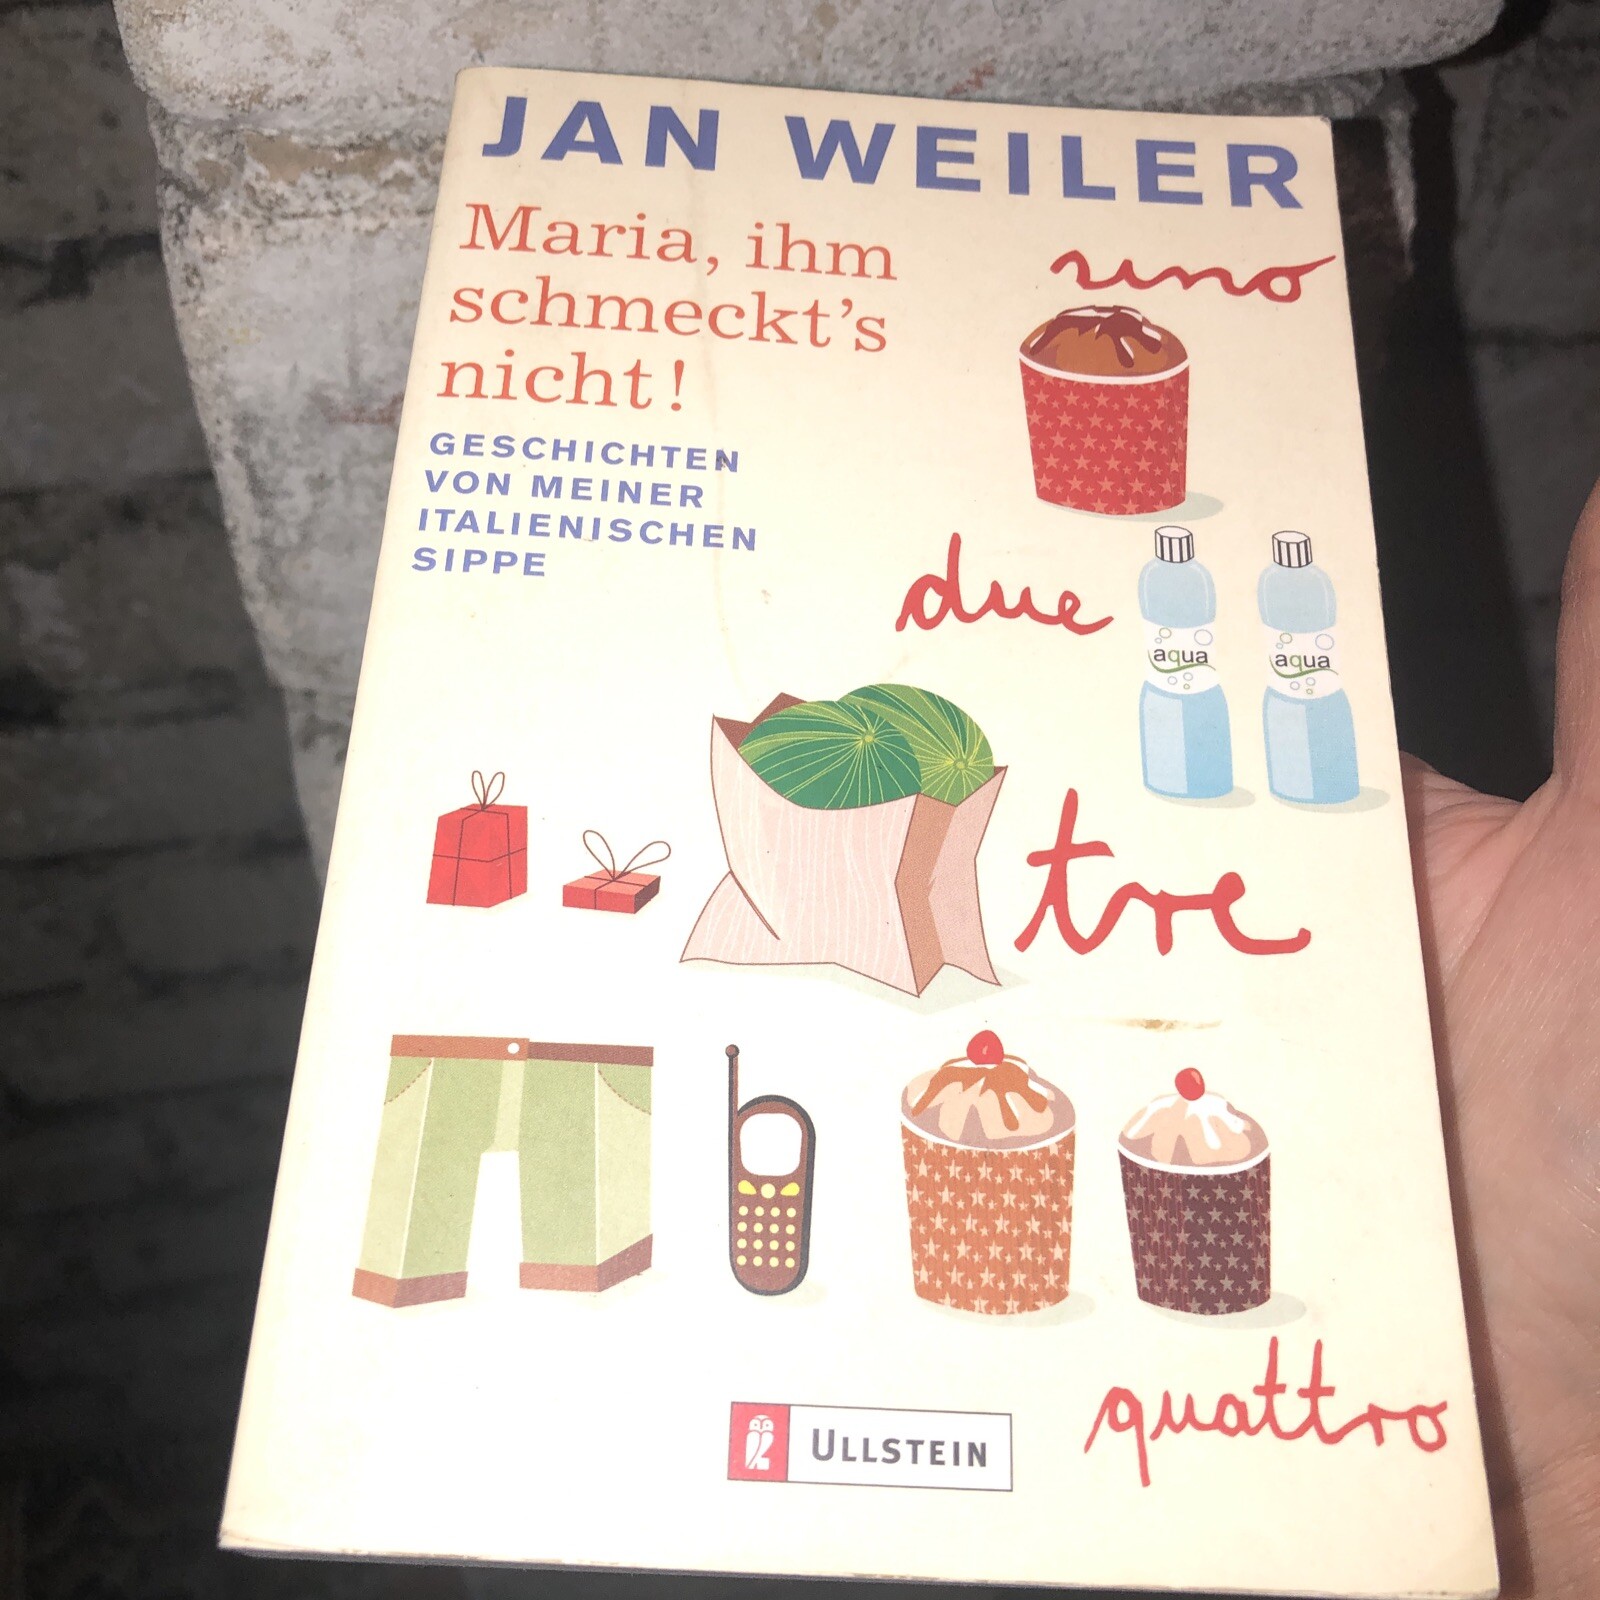 JAN WEILER
Maria, ihm
schmeckt's
nicht!
GESCHICHTEN
VON MEINER
ITALIENISCHEN
SIPPE
uno
due
aqua
aqua
tre
quattro
ULLSTEIN